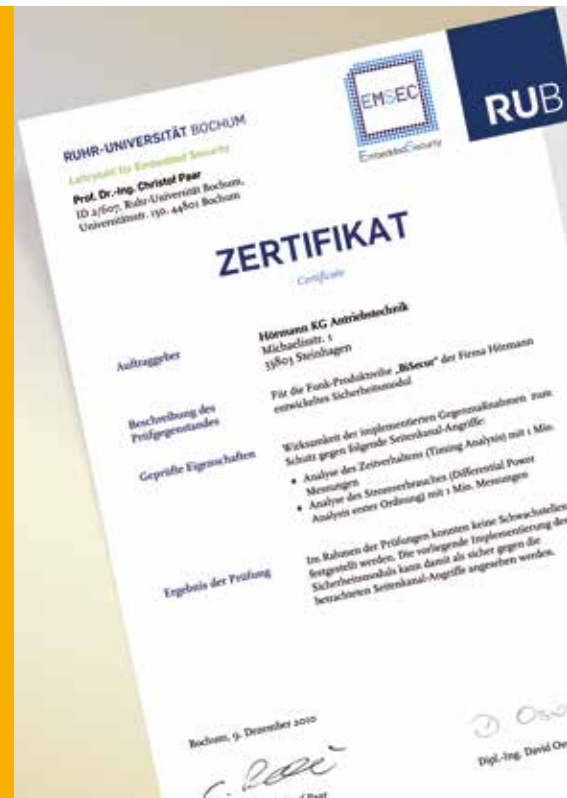 RUHR-UNIVERSITÄT BOCHUM
Lehrstuhl für Embedded Security
Prof. Dr.-Ing. Christof Paar
ID 2/607, Ruhr-Universität Bochum,
Universitätsstr. 150, 44801 Bochum
EMSEC
EmbeddedSecurity
RUB
ZERTIFIKAT
Certificate
Auftraggeber
Hörmann KG Antriebstechnik
Michaelisstr. 1
33803 Steinhagen
Beschreibung des
Prüfgegenstandes
Für die Funk-Produktreihe „BiSecur“ der Firma Hörmann
entwickeltes Sicherheitsmodul
Geprüfte Eigenschaften
Wirksamkeit der implementierten Gegenmaßnahmen zum
Schutz gegen folgende Seitenkanal-Angriffe:
• Analyse des Zeitverhaltens (Timing Analysis) mit 1 Mio.
Messungen
• Analyse des Stromverbrauches (Differential Power
Analysis erster Ordnung) mit 1 Mio. Messungen
Ergebnis der Prüfung
Im Rahmen der Prüfungen konnten keine Schwachstellen
festgestellt werden. Die vorliegende Implementierung des
Sicherheitsmoduls kann damit als sicher gegen die
betrachteten Seitenkanal-Angriffe angesehen werden.
Bochum, 9. Dezember 2010
Dipl.-Ing. David Os
Paar